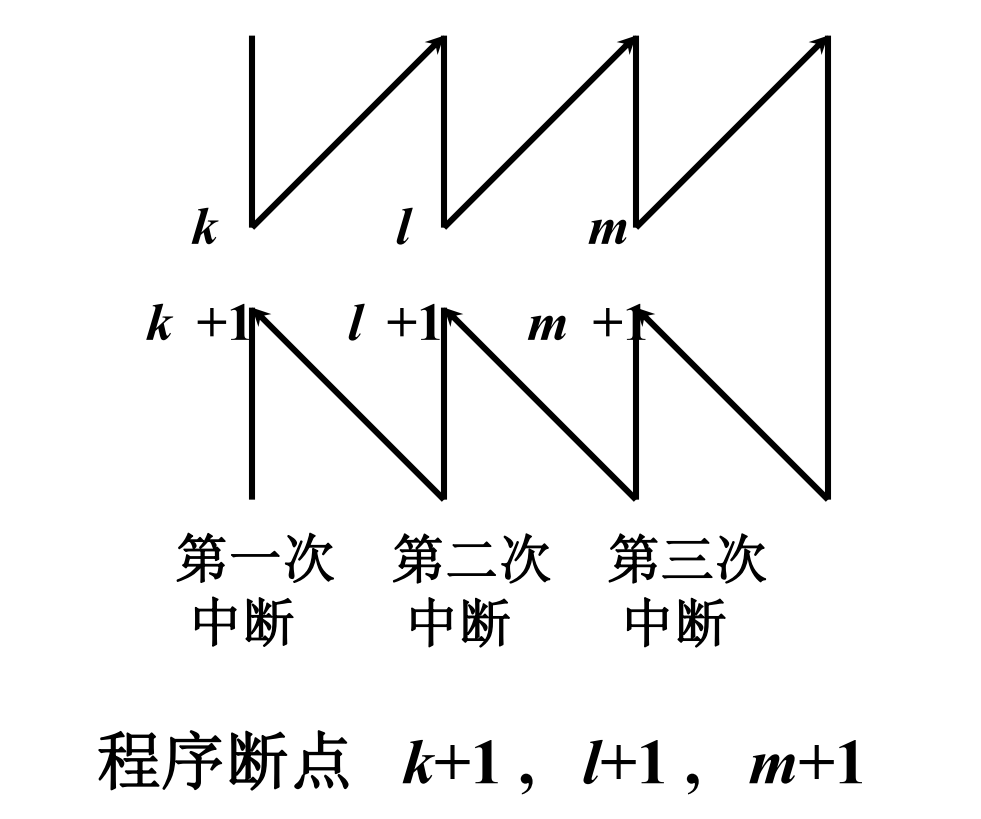 k l m
k +1 l +1 m +1
第一次 第二次 第三次
中断 中断 中断
程序断点 k+1 , l+1 , m+1